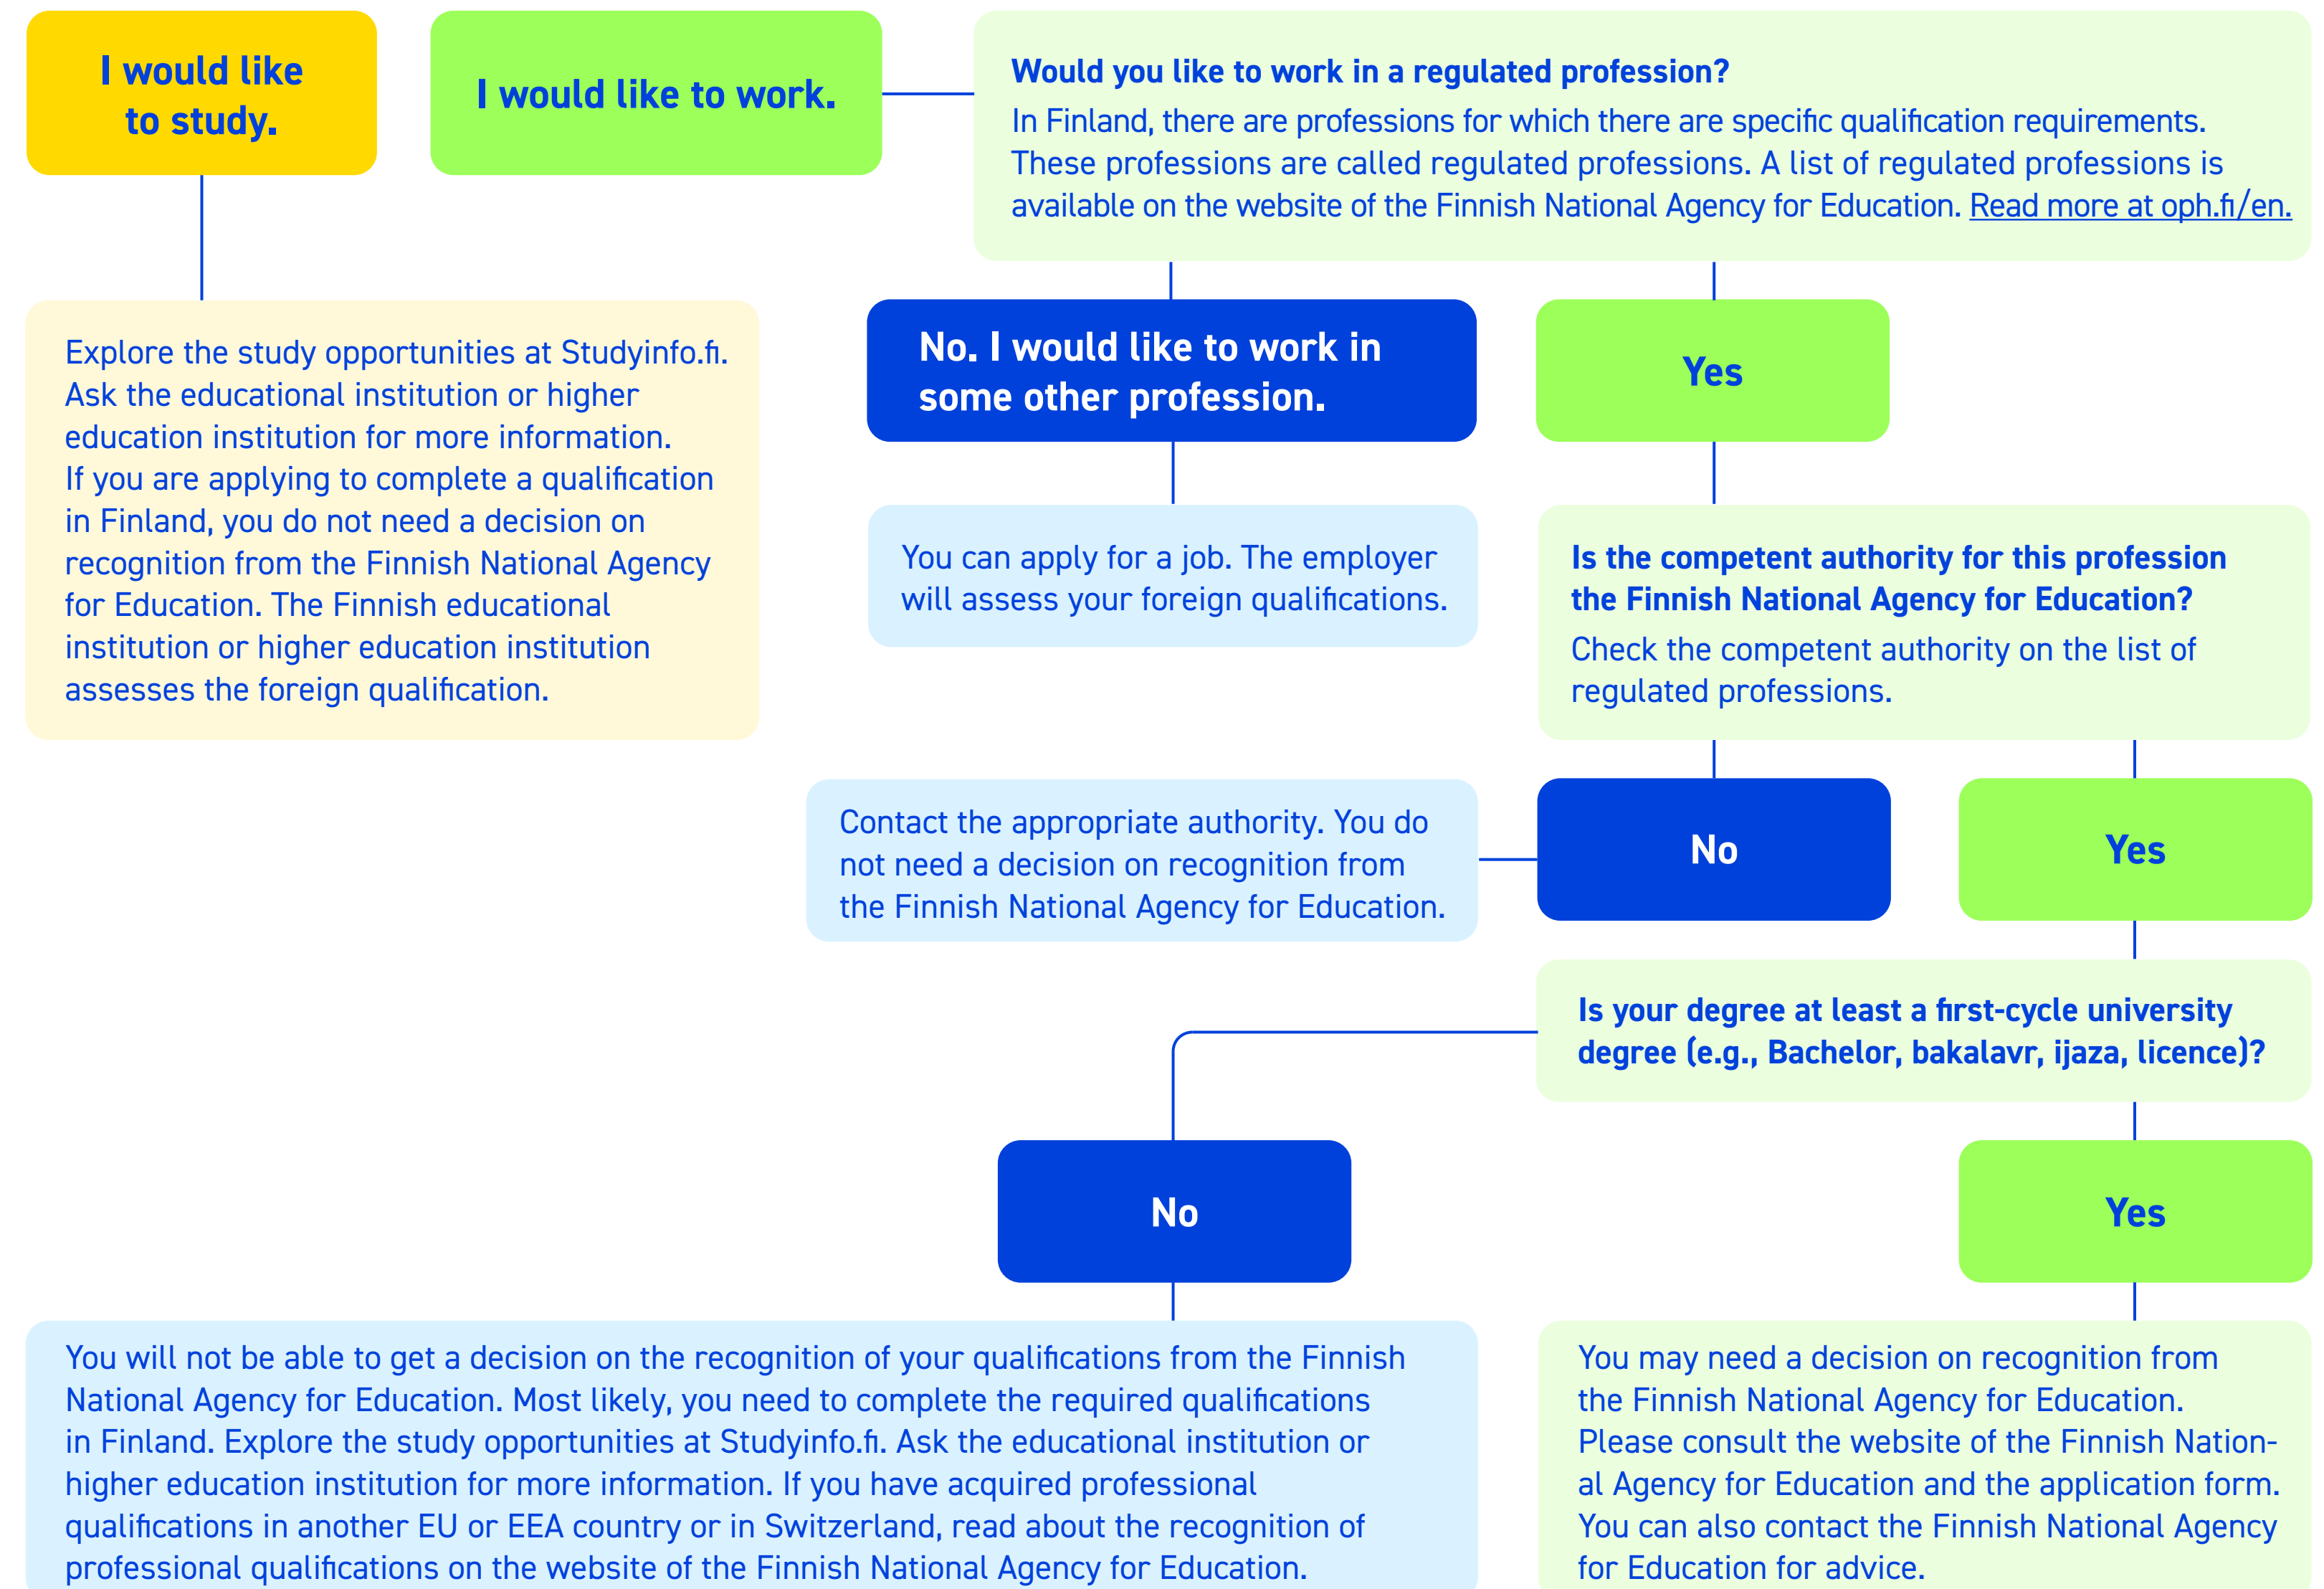 I would like
to study.
I would like to work.
Would you like to work in a regulated profession?
In Finland, there are professions for which there are specific qualification requirements.
These professions are called regulated professions. A list of regulated professions is
available on the website of the Finnish National Agency for Education. Read more at oph.fi/en.
Explore the study opportunities at Studyinfo.fi.
Ask the educational institution or higher
education institution for more information.
If you are applying to complete a qualification
in Finland, you do not need a decision on
recognition from the Finnish National Agency
for Education. The Finnish educational
institution or higher education institution
assesses the foreign qualification.
No. I would like to work in
some other profession.
Yes
You can apply for a job. The employer
will assess your foreign qualifications.
Is the competent authority for this profession
the Finnish National Agency for Education?
Check the competent authority on the list of
regulated professions.
Contact the appropriate authority. You do
not need a decision on recognition from
the Finnish National Agency for Education.
No
Yes
Is your degree at least a first-cycle university
degree (e.g., Bachelor, bakalavr, ijaza, licence)?
No
Yes
You will not be able to get a decision on the recognition of your qualifications from the Finnish
National Agency for Education. Most likely, you need to complete the required qualifications
in Finland. Explore the study opportunities at Studyinfo.fi. Ask the educational institution or
higher education institution for more information. If you have acquired professional
qualifications in another EU or EEA country or in Switzerland, read about the recognition of
professional qualifications on the website of the Finnish National Agency for Education.
You may need a decision on recognition from
the Finnish National Agency for Education.
Please consult the website of the Finnish Nation-
al Agency for Education and the application form.
You can also contact the Finnish National Agency
for Education for advice.